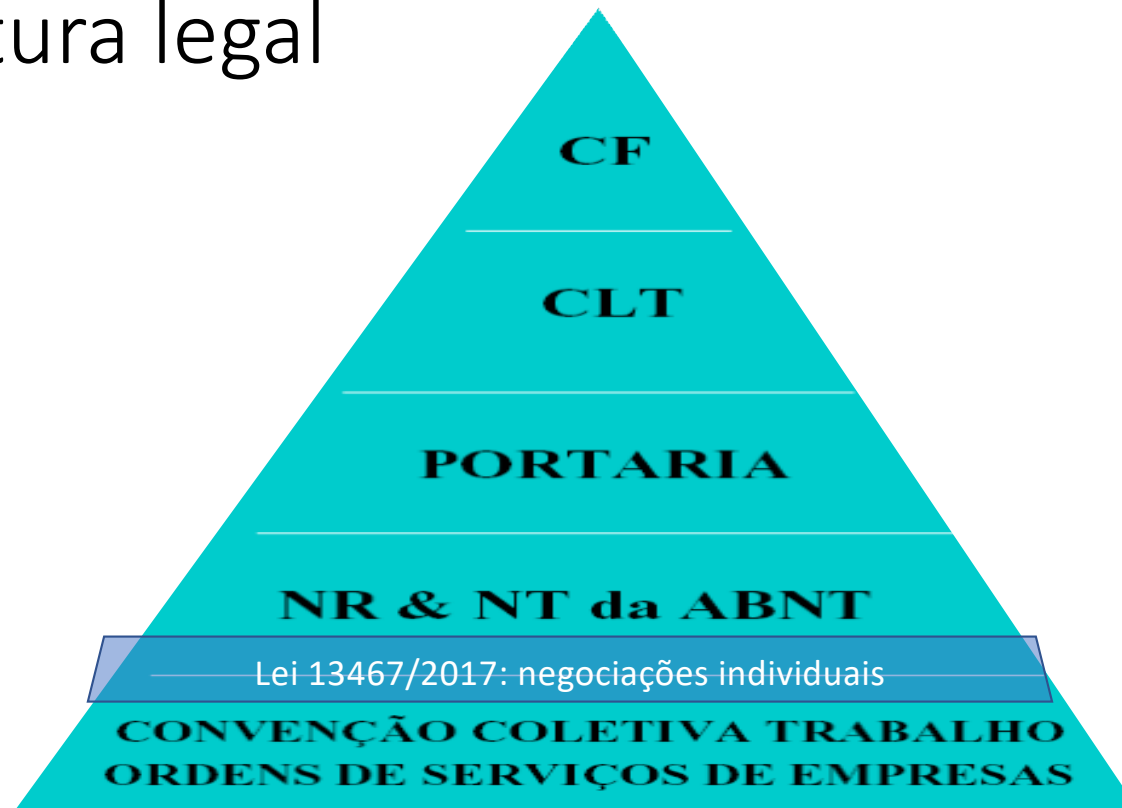 tura legal
CF
CLT
PORTARIA
NR & NT da ABNT
Lei 13467/2017: negociações individuais
CONVENÇÃO COLETIVA TRABALHO
ORDENS DE SERVIÇOS DE EMPRESAS